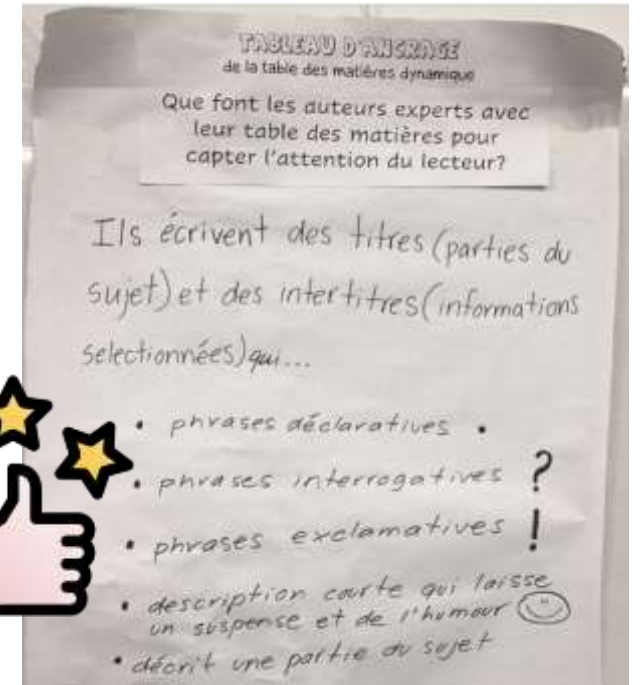 TABLEAU D'ANCRAGE
de la table des matières dynamique
Que font les auteurs experts avec
leur table des matières pour
capter l'attention du lecteur?
Ils écrivent des titres (parties du
sujet) et des intertitres (informations
selectionnées) qui...
• phrases déclaratives .
• phrases interrogatives ?
• phrases exclamatives !
• description courte qui laisse
un suspense et de l'humour
• décrit une partie du sujet